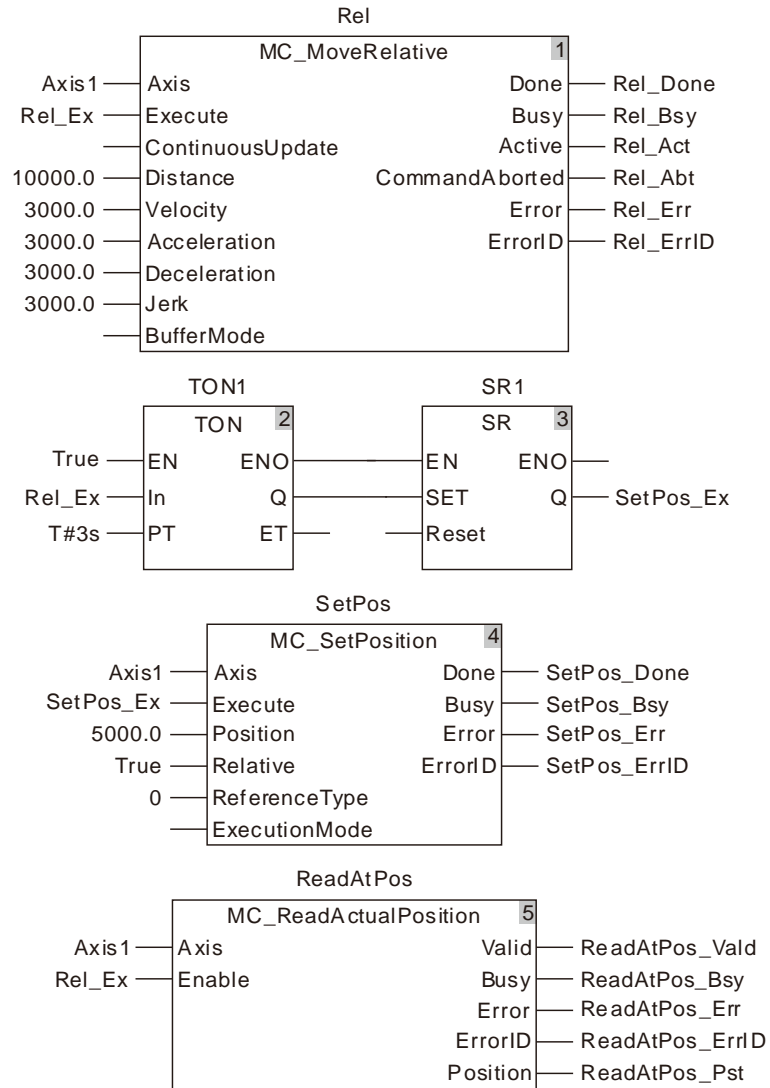 Rel
MC_MoveRelative 1
Axis1 Axis Done Rel_Done
Rel_Ex Execute Busy Rel_Bsy
ContinuousUpdate Active Rel_Act
10000.0 Distance CommandAborted Rel_Abt
3000.0 Velocity Error Rel_Err
3000.0 Acceleration ErrorID Rel_ErrID
3000.0 Deceleration
3000.0 Jerk
BufferMode
TON1 SR1
TON 2 SR 3
True EN ENO EN ENO
Rel_Ex In Q SET Q SetPos_Ex
T#3s PT ET Reset
SetPos
MC_SetPosition 4
Axis1 Axis Done SetPos_Done
SetPos_Ex Execute Busy SetPos_Bsy
5000.0 Position Error SetPos_Err
True Relative ErrorID SetPos_ErrID
0 ReferenceType
ExecutionMode
ReadAtPos
MC_ReadActualPosition 5
Axis1 Axis Valid ReadAtPos_Vald
Rel_Ex Enable Busy ReadAtPos_Bsy
Error ReadAtPos_Err
ErrorID ReadAtPos_ErrID
Position ReadAtPos_Pst